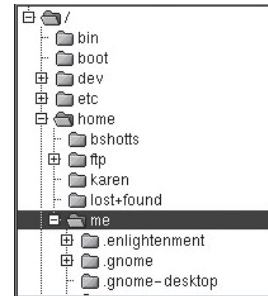 /
bin
boot
dev
etc
home
bshotts
ftp
karen
lost+found
me
.enlightenment
.gnome
.gnome-desktop